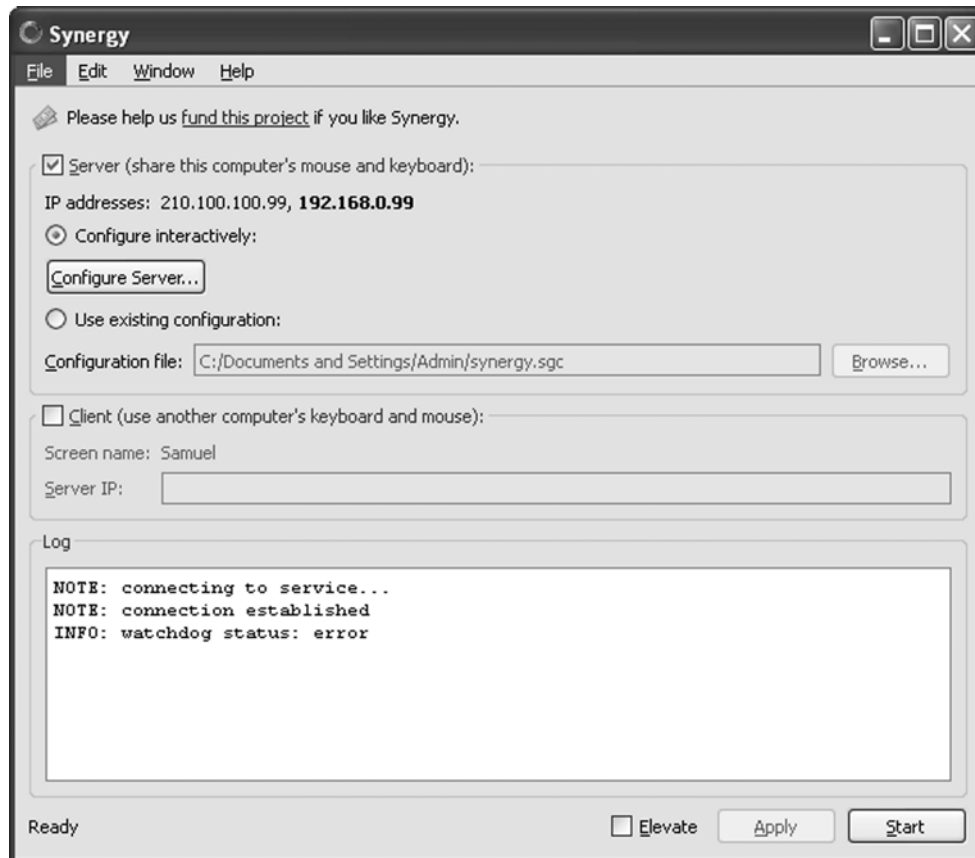 Synergy
File Edit Window Help
Please help us fund this project if you like Synergy.
Server (share this computer's mouse and keyboard):
IP addresses: 210.100.100.99, 192.168.0.99
Configure interactively:
Configure Server...
Use existing configuration:
Configuration file: C:/Documents and Settings/Admin/synergy.sgc Browse...
Client (use another computer's keyboard and mouse):
Screen name: Samuel
Server IP:
Log
NOTE: connecting to service...
NOTE: connection established
INFO: watchdog status: error
Ready Elevate Apply Start